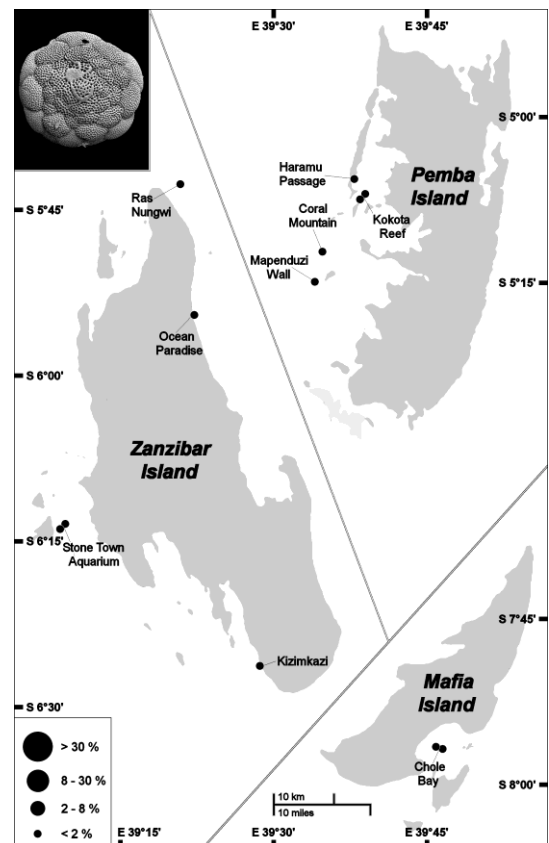 E 39°30'
E 39°45'
S 5°00'
Haramu
Passage
Pemba
Island
Ras
Nungwi
S 5°45'
Coral
Mountain
Kokota
Reef
Mapenduzi
Wall
S 5°15'
Ocean
Paradise
S 6°00'
Zanzibar
Island
S 6°15'
Stone Town
Aquarium
S 7°45'
Kizimkazi
Mafia
Island
S 6°30'
Chole
Bay
S 8°00'
> 30 %
8 - 30 %
2 - 8 %
< 2 %
10 km
10 miles
E 39°15'
E 39°30'
E 39°45'